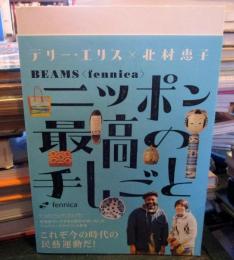 テリー・エリス×北村恵子
BEAMS〈fennica〉
ニッポン
最高の
手しごと
fennica
これぞ今の時代の
民藝運動だ!